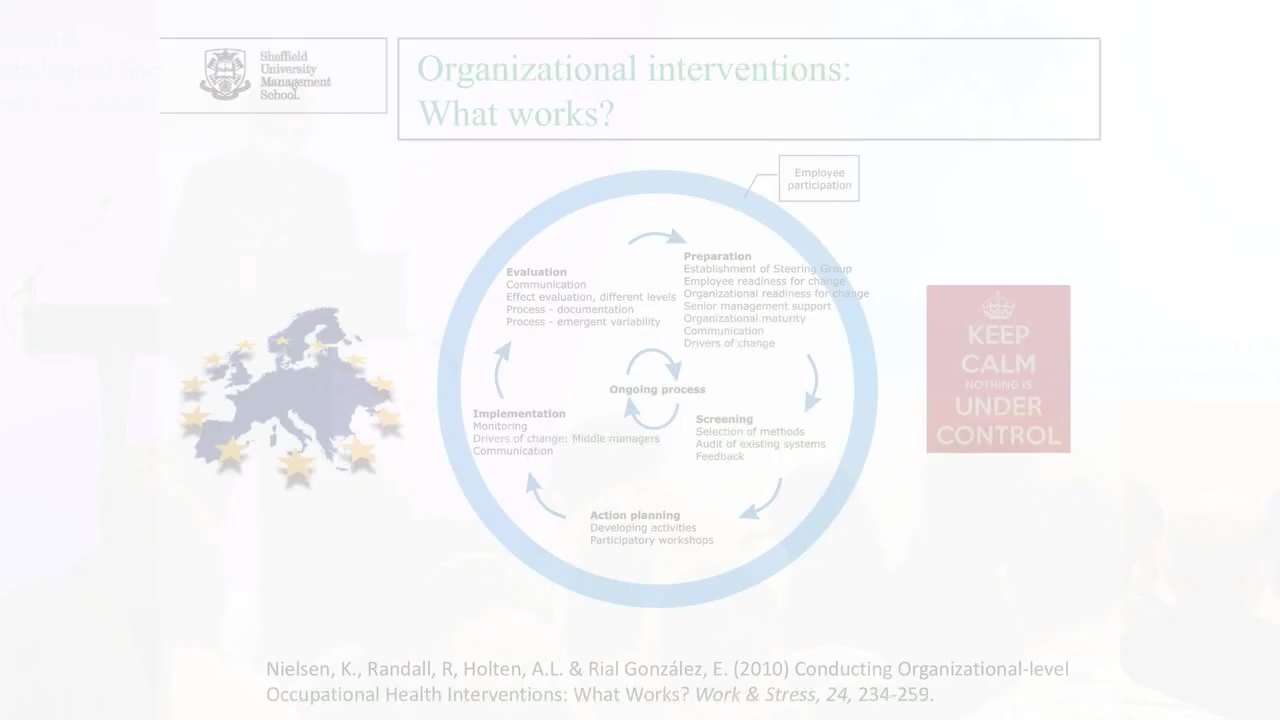 Sheffield
University
Management
School.
Organizational interventions:
What works?
Employee
participation
Preparation
Establishment of Steering Group
Employee readiness for change
Organizational readiness for change
Senior management support
Organizational maturity
Communication
Drivers of change
Evaluation
Communication
Effect evaluation, different levels
Process - documentation
Process - emergent variability
Ongoing process
Implementation
Monitoring
Drivers of change: Middle managers
Communication
Screening
Selection of methods
Audit of existing systems
Feedback
Action planning
Developing activities
Participatory workshops
KEEP
CALM
NOTHING IS
UNDER
CONTROL
Nielsen, K., Randall, R, Holten, A.L. & Rial González, E. (2010) Conducting Organizational-level
Occupational Health Interventions: What Works? Work & Stress, 24, 234-259.